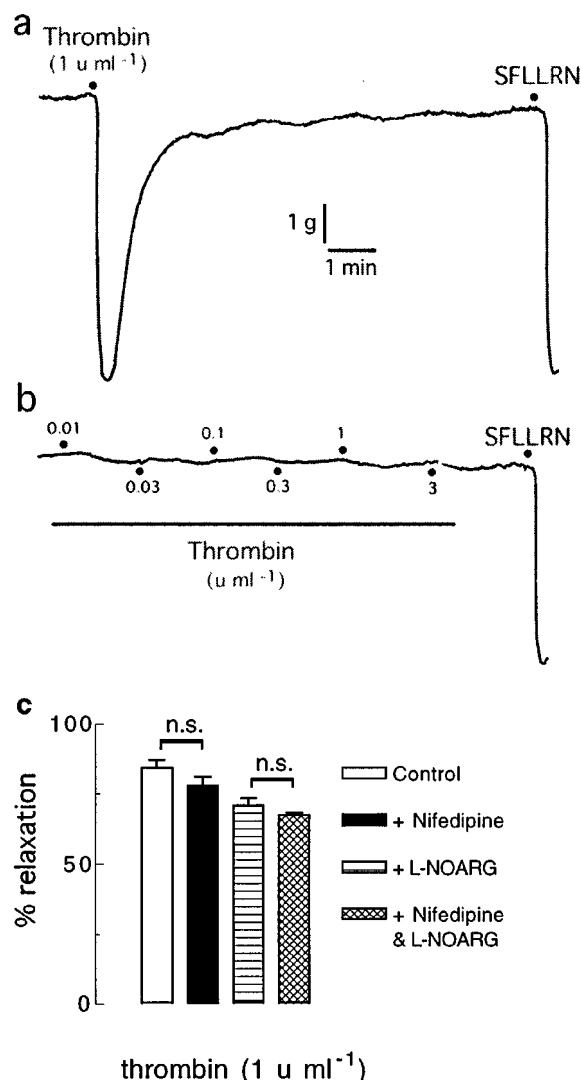 a
Thrombin
(1 u ml⁻¹)
SFLLRN
1 g
1 min
b
0.01
0.1
1
SFLLRN
0.03
0.3
3
Thrombin
(u ml⁻¹)
c
n.s.
n.s.
100
50
0
% relaxation
Control
+ Nifedipine
+ L-NOARG
+ Nifedipine
& L-NOARG
thrombin (1 u ml⁻¹)